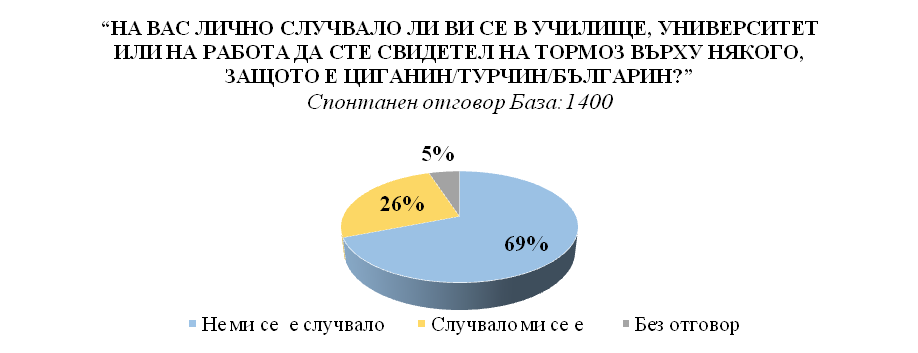 “НА ВАС ЛИЧНО СЛУЧВАЛО ЛИ ВИ СЕ В УЧИЛИЩЕ, УНИВЕРСИТЕТ
ИЛИ НА РАБОТА ДА СТЕ СВИДЕТЕЛ НА ТОРМОЗ ВЪРХУ НЯКОГО,
ЗАЩОТО Е ЦИГАНИН/ТУРЧИН/БЪЛГАРИН?”
Спонтанен отговор База:1400
5%
26%
69%
Не ми се е случвало Случвало ми се е Без отговор